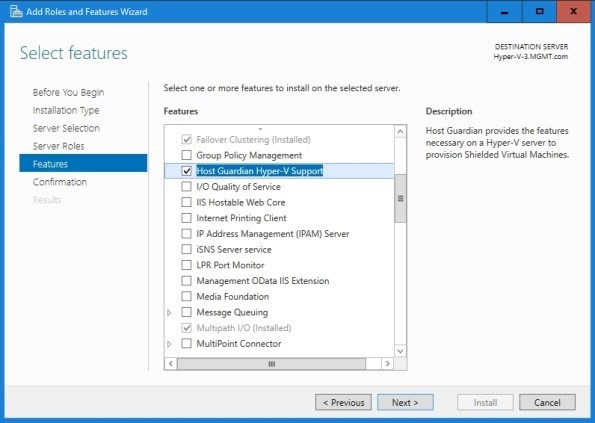 Add Roles and Features Wizard
Select features
DESTINATION SERVER
Hyper-V-3.MGMT.com
Before You Begin
Installation Type
Server Selection
Server Roles
Features
Confirmation
Results
Select one or more features to install on the selected server.
Features
Failover Clustering (Installed)
Group Policy Management
Host Guardian Hyper-V Support
I/O Quality of Service
IIS Hostable Web Core
Internet Printing Client
IP Address Management (IPAM) Server
iSNS Server service
LPR Port Monitor
Management OData IIS Extension
Media Foundation
Message Queuing
Multipath I/O (Installed)
MultiPoint Connector
Description
Host Guardian provides the features
necessary on a Hyper-V server to
provision Shielded Virtual Machines.
< Previous
Next >
Install
Cancel